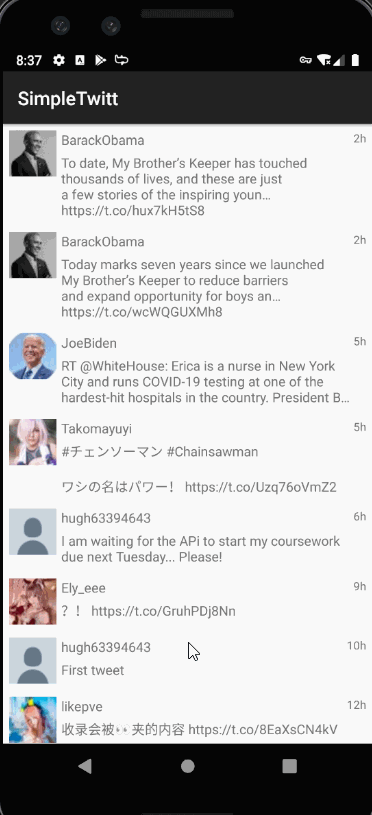 8:37
SimpleTwitt
BarackObama 2h
To date, My Brother's Keeper has touched
thousands of lives, and these are just
a few stories of the inspiring youn…
https://t.co/hux7kH5tS8
BarackObama 2h
Today marks seven years since we launched
My Brother's Keeper to reduce barriers
and expand opportunity for boys an…
https://t.co/wcWQGUXMh8
JoeBiden 5h
RT @WhiteHouse: Erica is a nurse in New York
City and runs COVID-19 testing at one of the
hardest-hit hospitals in the country. President B…
Takomayuyi 5h
#チェンソーマン #Chainsawman
ワシの名はパワー！ https://t.co/Uzq76oVmZ2
hugh63394643 6h
I am waiting for the APi to start my coursework
due next Tuesday... Please!
Ely_eee 9h
？！ https://t.co/GruhPDj8Nn
hugh63394643 10h
First tweet
likepve 12h
收录会被👀夹的内容 https://t.co/8EaXsCN4kV